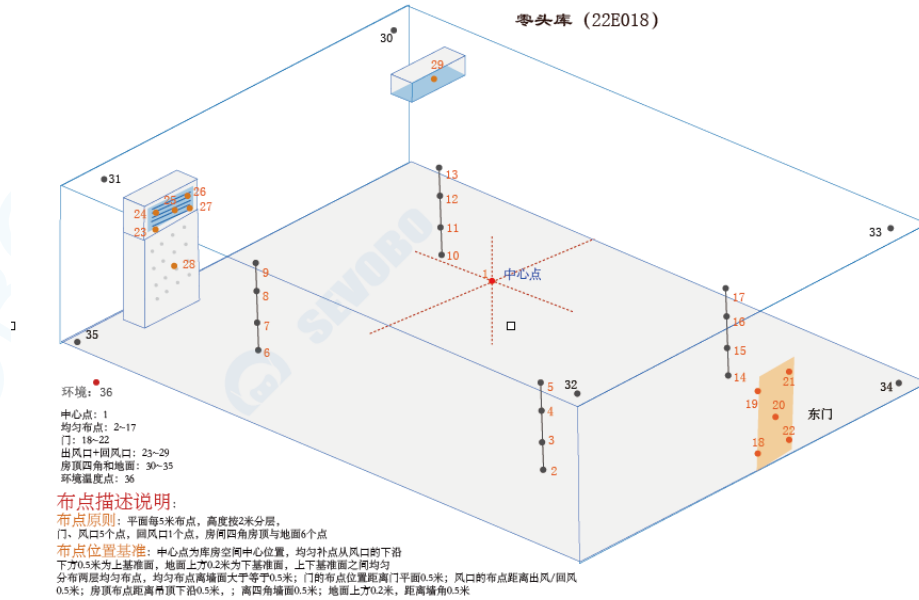 零头库（22E018）
30
29
31
13
26
25
24
27
12
23
11
33
10
28
9
1
中心点
8
17
16
7
35
15
6
14
32
5
34
21
环境：36
19
4
20
东门
中心点：1
均匀布点：2~17
3
22
门：18~22
18
出风口+回风口：23~29
2
房顶四角和地面：30~35
环境温度点：36
SEVOBO
布点描述说明：
布点原则：平面每5米布点，高度按2米分层，
门、风口5个点，回风口1个点，房间四角房顶与地面6个点
布点位置基准：中心点为库房空间中心位置，均匀补点从风口的下沿
下方0.5米为上基准面，地面上方0.2米为下基准面，上下基准面之间均匀
分布两层均匀布点，均匀布点离墙面大于等于0.5米；门的布点位置距离门平面0.5米；风口的布点距离出风/回风
0.5米；房顶布点距离吊顶下沿0.5米，；离四角墙面0.5米；地面上方0.2米，距离墙角0.5米